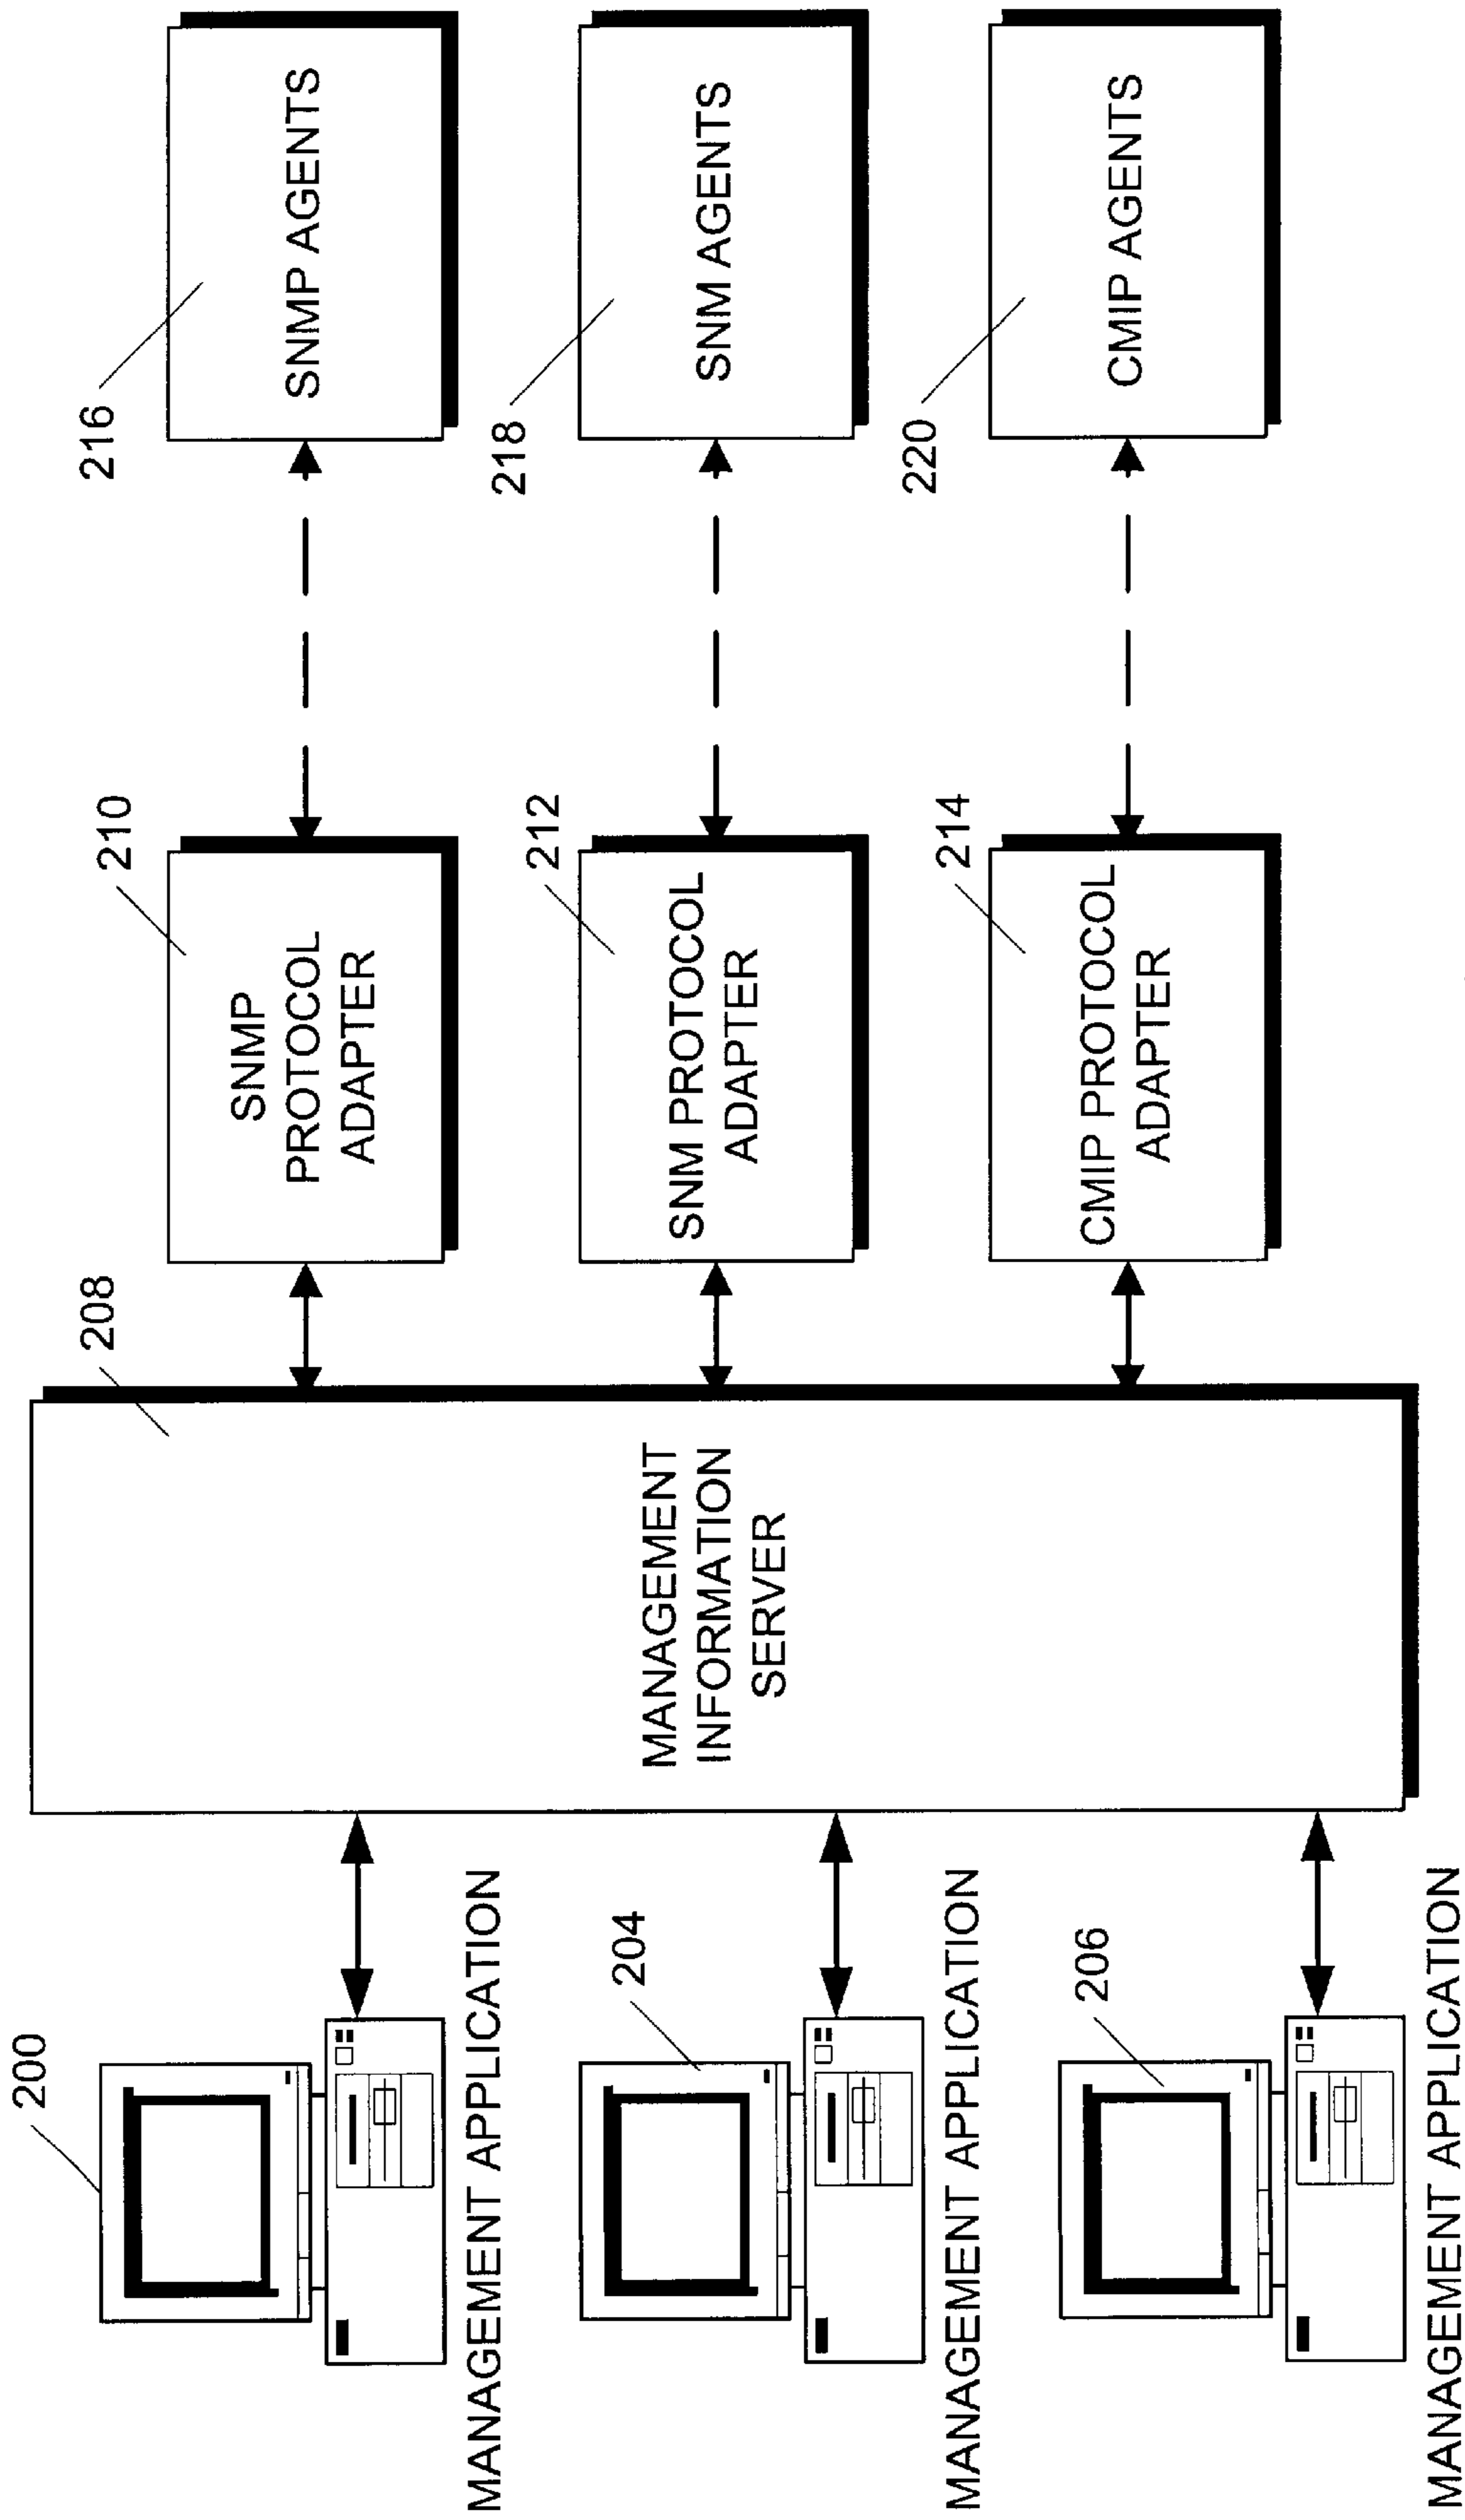 200
MANAGEMENT APPLICATION
204
MANAGEMENT APPLICATION
206
MANAGEMENT APPLICATION
208
MANAGEMENT
INFORMATION
SERVER
210
SNMP
PROTOCOL
ADAPTER
212
SNM PROTOCOL
ADAPTER
214
CMIP PROTOCOL
ADAPTER
216
SNMP AGENTS
218
SNM AGENTS
220
CMIP AGENTS